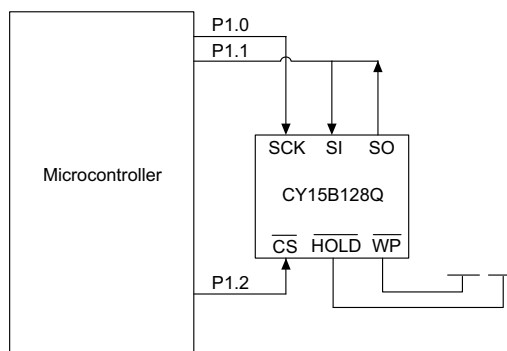 P1.0
P1.1
SCK SI SO
Microcontroller
CY15B128Q
CS HOLD WP
P1.2